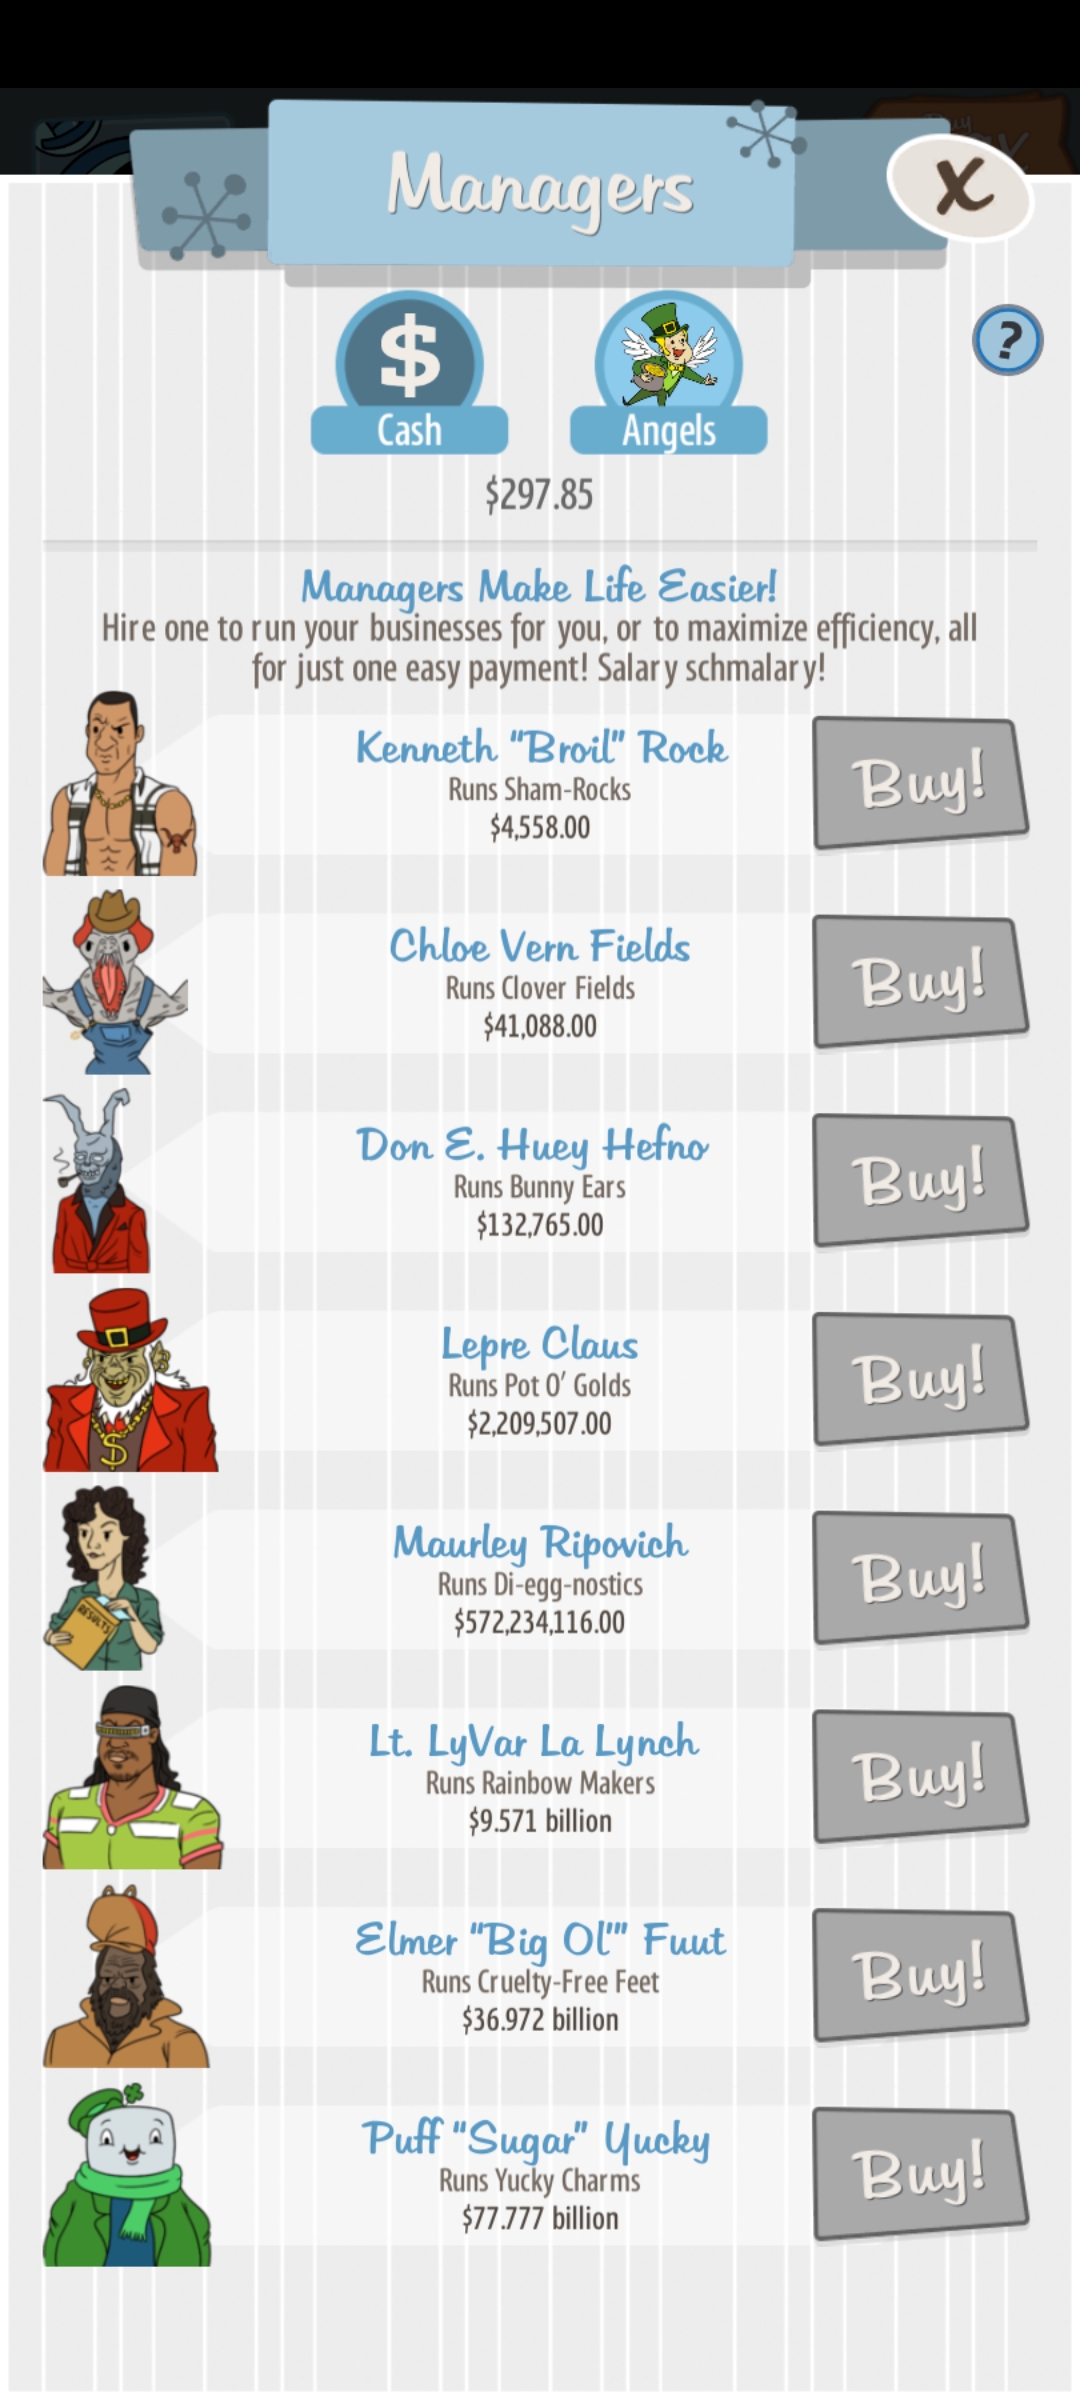 Managers
X
$
Cash
Angels
?
$297.85
Managers Make Life Easier!
Hire one to run your businesses for you, or to maximize efficiency, all
for just one easy payment! Salary schmalary!
Kenneth "Broil" Rock
Runs Sham-Rocks
$4,558.00
Buy!
Chloe Vern Fields
Runs Clover Fields
$41,088.00
Buy!
Don E. Huey Hefno
Runs Bunny Ears
$132,765.00
Buy!
Lepre Claus
Runs Pot O' Golds
$2,209,507.00
Buy!
$
Maurley Ripovich
Runs Di-egg-nostics
$572,234,116.00
Buy!
RESULTS
Lt. LyVar La Lynch
Runs Rainbow Makers
$9.571 billion
Buy!
Elmer "Big Ol'" Fuut
Runs Cruelty-Free Feet
$36.972 billion
Buy!
Puff "Sugar" Yucky
Runs Yucky Charms
$77.777 billion
Buy!